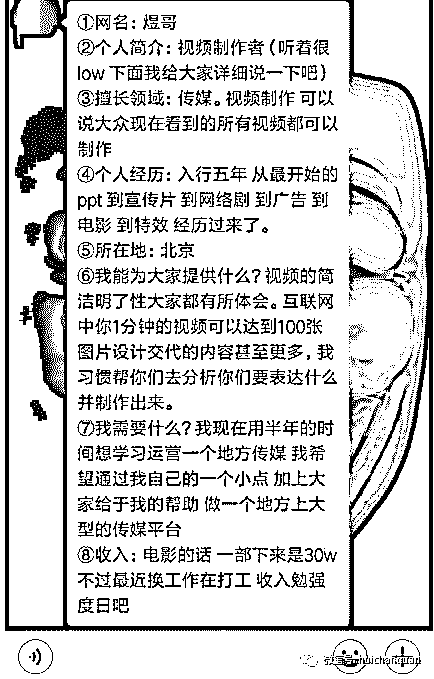 ①网名：煜哥
②个人简介：视频制作者（听着很
low 下面我给大家详细说一下吧）
③擅长领域：传媒。视频制作 可以
说大众现在看到的所有视频都可以
制作
④个人经历：入行五年 从最开始的
ppt 到宣传片 到网络剧 到广告 到
电影 到特效 经历过来了。
⑤所在地：北京
⑥我能为大家提供什么？视频的简
洁明了性大家都有所体会。互联网
中你1分钟的视频可以达到100张
图片设计交代的内容甚至更多，我
习惯帮你们去分析你们要表达什么
并制作出来。
⑦我需要什么？我现在用半年的时
间想学习运营一个地方传媒 我希
望通过我自己的一个小点 加上大
家给于我的帮助 做一个地方上大
型的传媒平台
⑧收入：电影的话 一部下来是30w
不过最近换工作在打工 收入勉强
度日吧